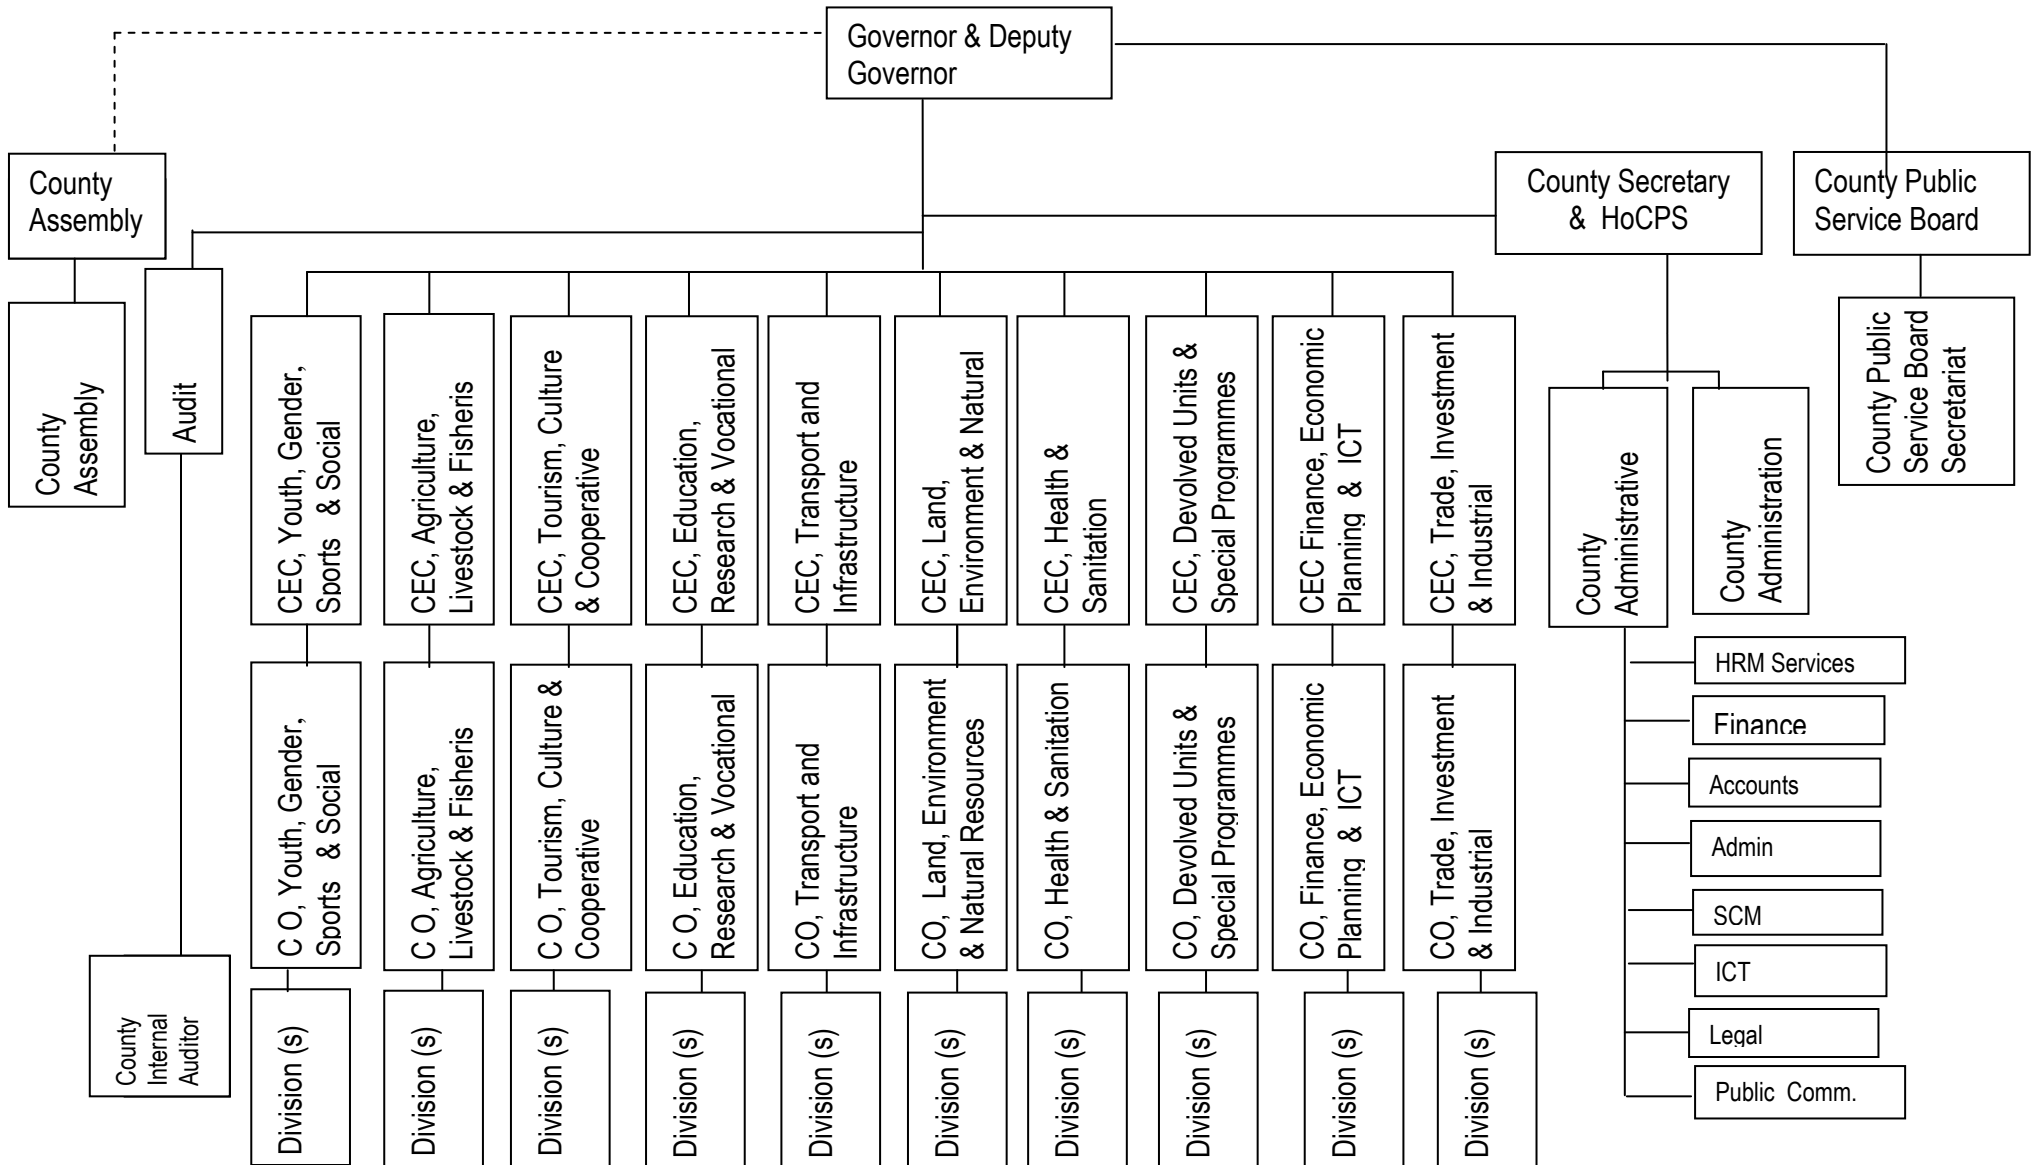 Governor & Deputy
Governor
County
Assembly
County Secretary
& HoCPS
County Public
Service Board
County
Assembly
Audit
CEC, Youth, Gender,
Sports & Social
CEC, Agriculture,
Livestock & Fisheris
CEC, Tourism, Culture
& Cooperative
CEC, Education,
Research & Vocational
CEC, Transport and
Infrastructure
CEC, Land,
Environment & Natural
CEC, Health &
Sanitation
CEC, Devolved Units &
Special Programmes
CEC Finance, Economic
Planning & ICT
CEC, Trade, Investment
& Industrial
County
Administrative
County
Administration
County Public
Service Board
Secretariat
C O, Youth, Gender,
Sports & Social
C O, Agriculture,
Livestock & Fisheris
C O, Tourism, Culture &
Cooperative
C O, Education,
Research & Vocational
CO, Transport and
Infrastructure
CO, Land, Environment
& Natural Resources
CO, Health & Sanitation
CO, Devolved Units &
Special Programmes
CO, Finance, Economic
Planning & ICT
CO, Trade, Investment
& Industrial
HRM Services
Finance
Accounts
Admin
SCM
ICT
Legal
Public Comm.
County
Internal
Auditor
Division (s)
Division (s)
Division (s)
Division (s)
Division (s)
Division (s)
Division (s)
Division (s)
Division (s)
Division (s)